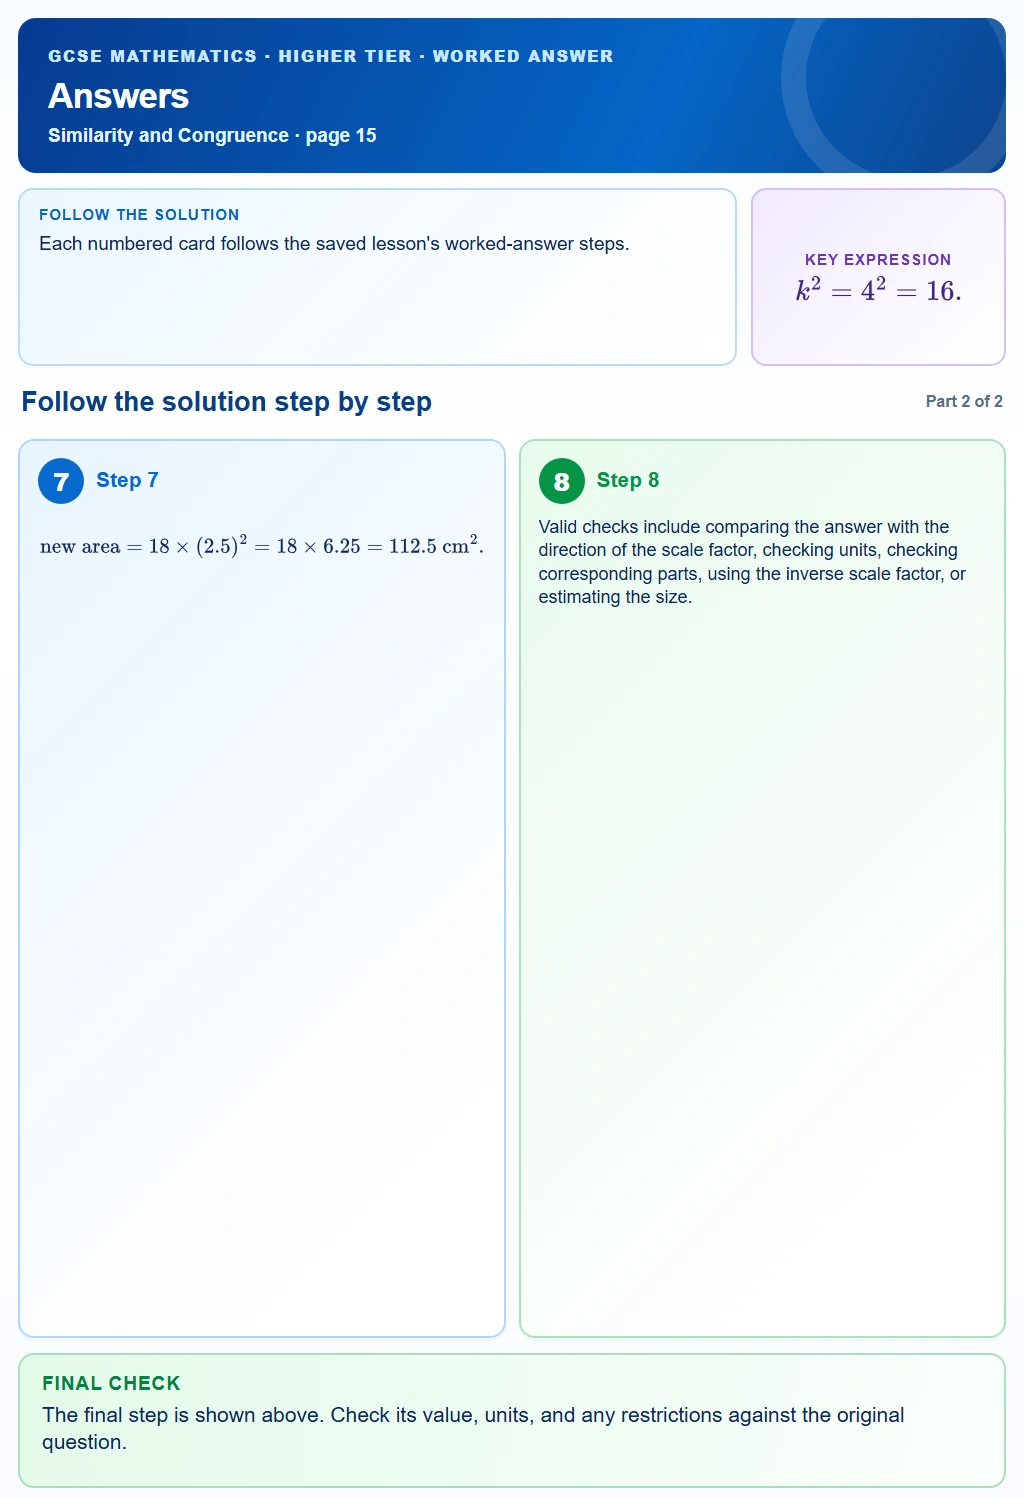 GCSE MATHEMATICS · HIGHER TIER · WORKED ANSWER
Answers
Similarity and Congruence · page 15
FOLLOW THE SOLUTION
Each numbered card follows the saved lesson's worked-answer steps.
KEY EXPRESSION
k² = 4² = 16.
Follow the solution step by step
Part 2 of 2
7 Step 7
new area = 18 × (2.5)² = 18 × 6.25 = 112.5 cm².
8 Step 8
Valid checks include comparing the answer with the
direction of the scale factor, checking units, checking
corresponding parts, using the inverse scale factor, or
estimating the size.
FINAL CHECK
The final step is shown above. Check its value, units, and any restrictions against the original
question.